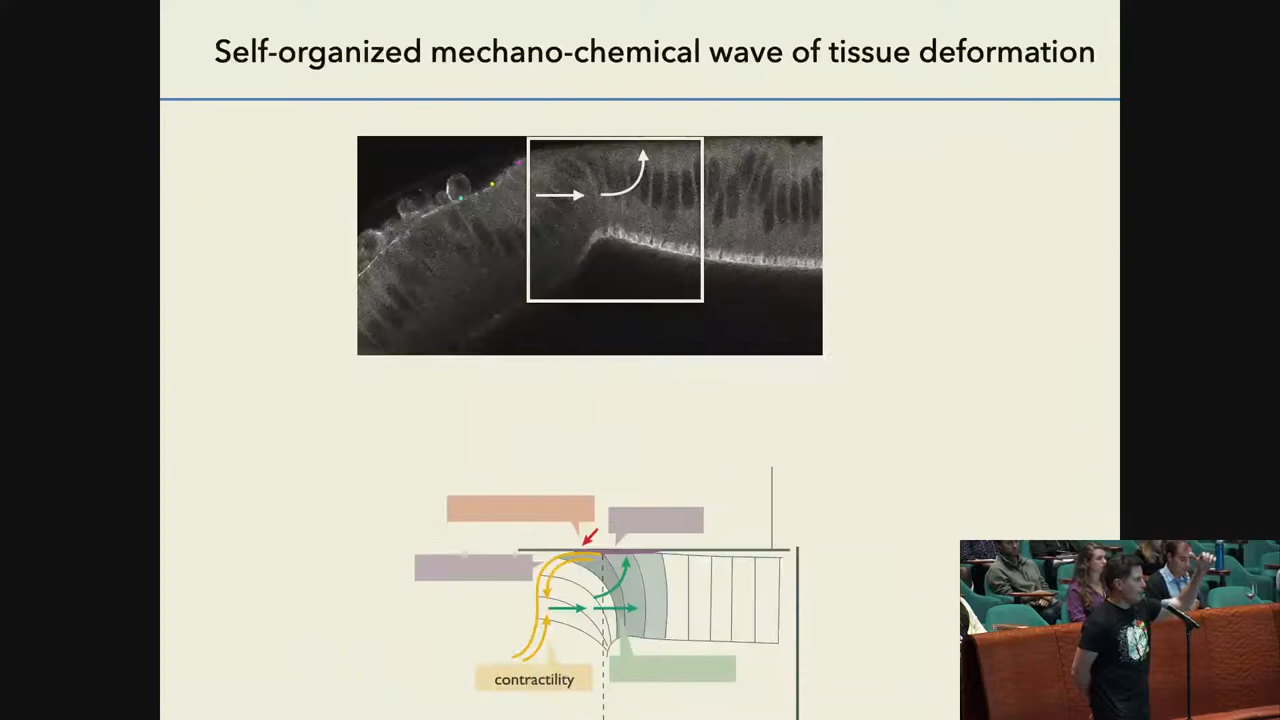 Self-organized mechano-chemical wave of tissue deformation
contractility